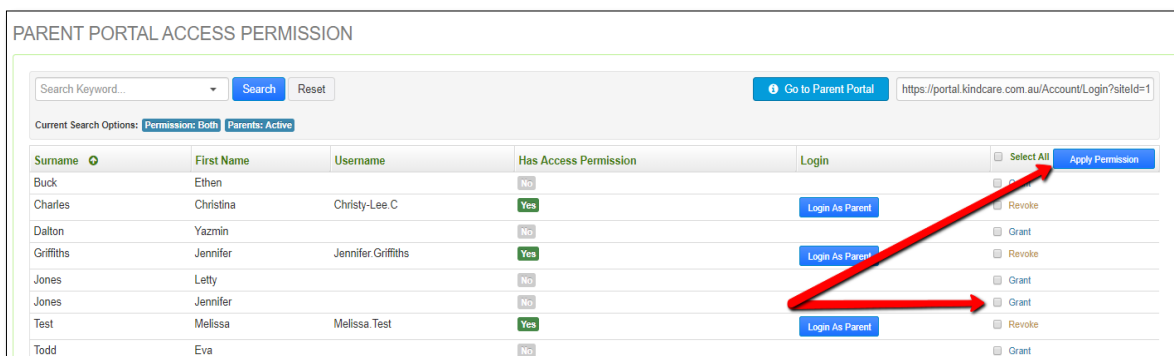 PARENT PORTAL ACCESS PERMISSION
Search Keyword... Search Reset Go to Parent Portal https://portal.kindcare.com.au/Account/Login?siteId=1
Current Search Options: Permission: Both Parents: Active
Surname First Name Username Has Access Permission Login Select All Apply Permission
Buck Ethen No
Charles Christina Christy-Lee.C Yes Login As Parent Revoke
Dalton Yazmin No Grant
Griffiths Jennifer Jennifer.Griffiths Yes Login As Parent Revoke
Jones Letty No Grant
Jones Jennifer No Grant
Test Melissa Melissa.Test Yes Login As Parent Revoke
Todd Eva No Grant